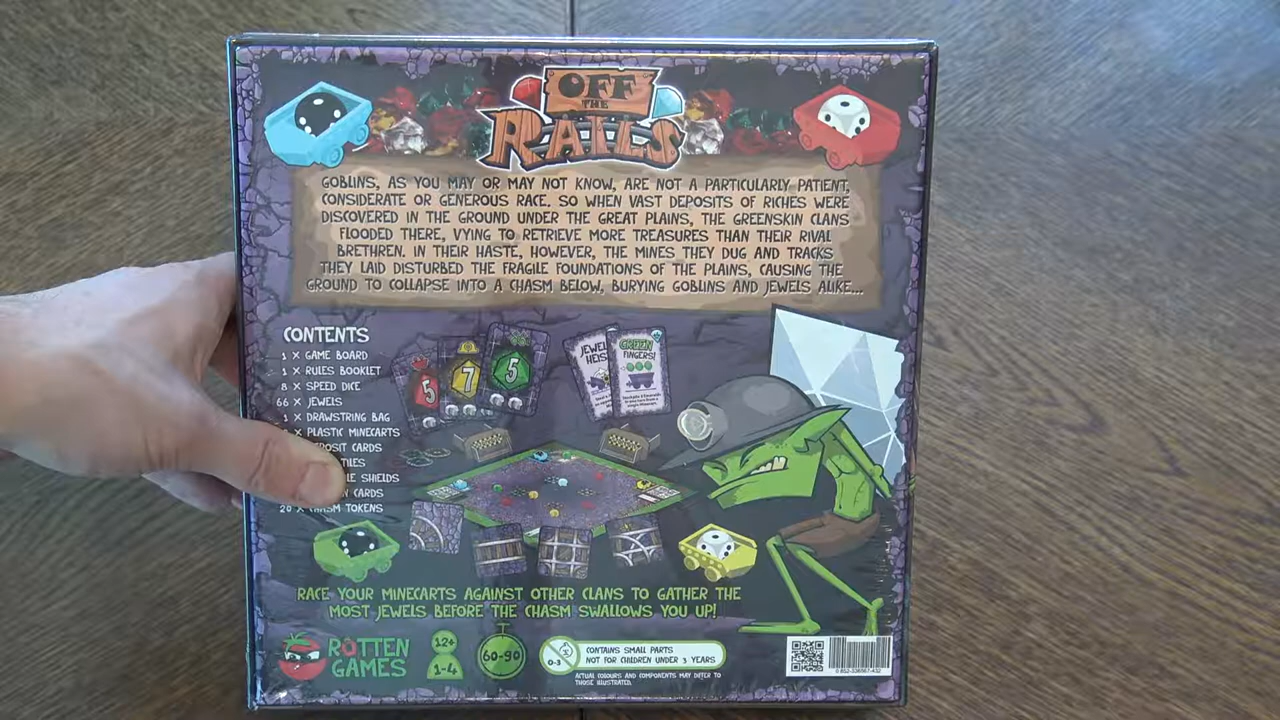 OFF
THE
RAILS
GOBLINS, AS YOU MAY OR MAY NOT KNOW, ARE NOT A PARTICULARLY PATIENT,
CONSIDERATE OR GENEROUS RACE. SO WHEN VAST DEPOSITS OF RICHES WERE
DISCOVERED IN THE GROUND UNDER THE GREAT PLAINS, THE GREENSKIN CLANS
FLOODED THERE, VYING TO RETRIEVE MORE TREASURES THAN THEIR RIVAL
BRETHREN. IN THEIR HASTE, HOWEVER, THE MINES THEY DUG AND TRACKS
THEY LAID DISTURBED THE FRAGILE FOUNDATIONS OF THE PLAINS, CAUSING THE
GROUND TO COLLAPSE INTO A CHASM BELOW, BURYING GOBLINS AND JEWELS ALIKE...
CONTENTS
1 X GAME BOARD
1 X RULES BOOKLET
8 X SPEED DICE
66 X JEWELS
1 X DRAWSTRING BAG
X PLASTIC MINECARTS
CARDS
TILES
SHIELDS
CARDS
20 X CHASM TOKENS
5
7
5
JEWEL
HEIS
GREEN
FINGERS!
RACE YOUR MINECARTS AGAINST OTHER CLANS TO GATHER THE
MOST JEWELS BEFORE THE CHASM SWALLOWS YOU UP!
ROTTEN
GAMES
12+
1-4
60-90
0-3
CONTAINS SMALL PARTS
NOT FOR CHILDREN UNDER 3 YEARS
ACTUAL COLOURS AND COMPONENTS MAY DIFFER TO
THOSE ILLUSTRATED.